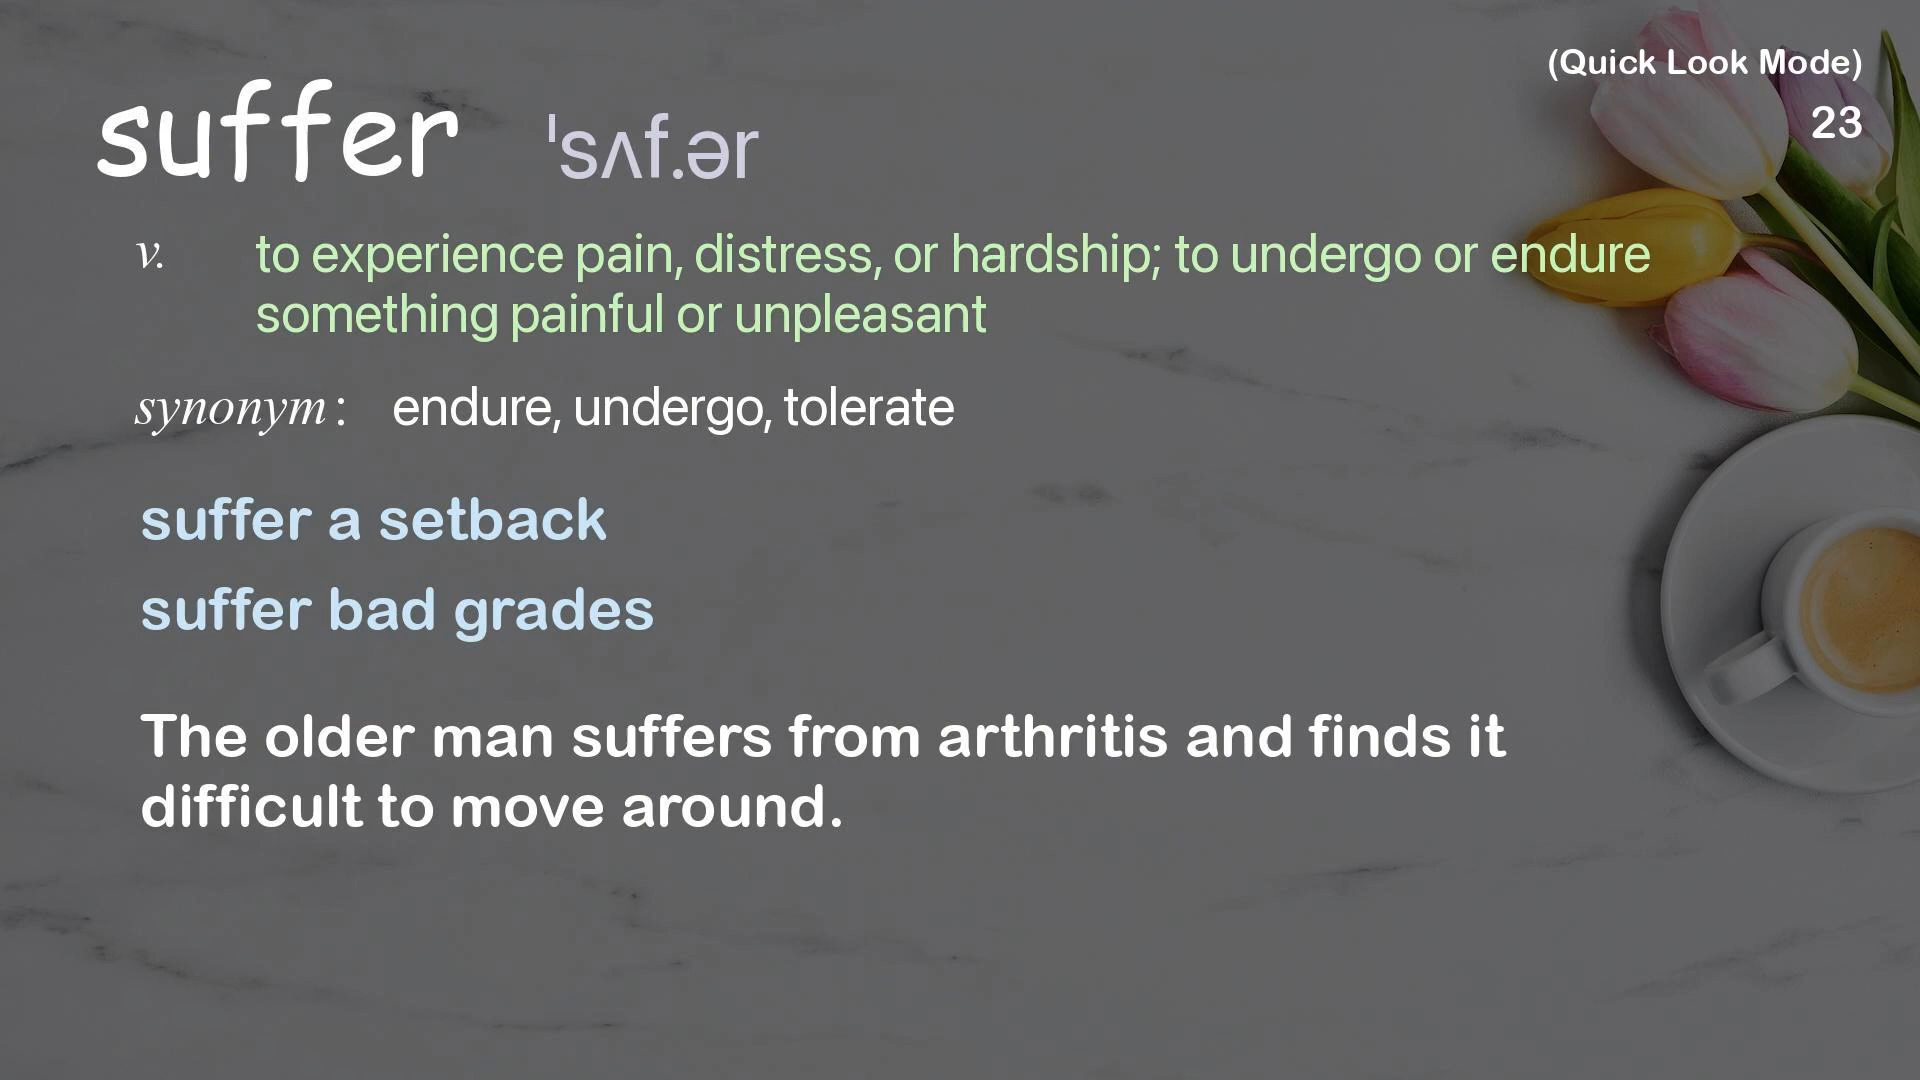 (Quick Look Mode)
23
suffer ˈsʌf.ər
v. to experience pain, distress, or hardship; to undergo or endure
something painful or unpleasant
synonym: endure, undergo, tolerate
suffer a setback
suffer bad grades
The older man suffers from arthritis and finds it
difficult to move around.